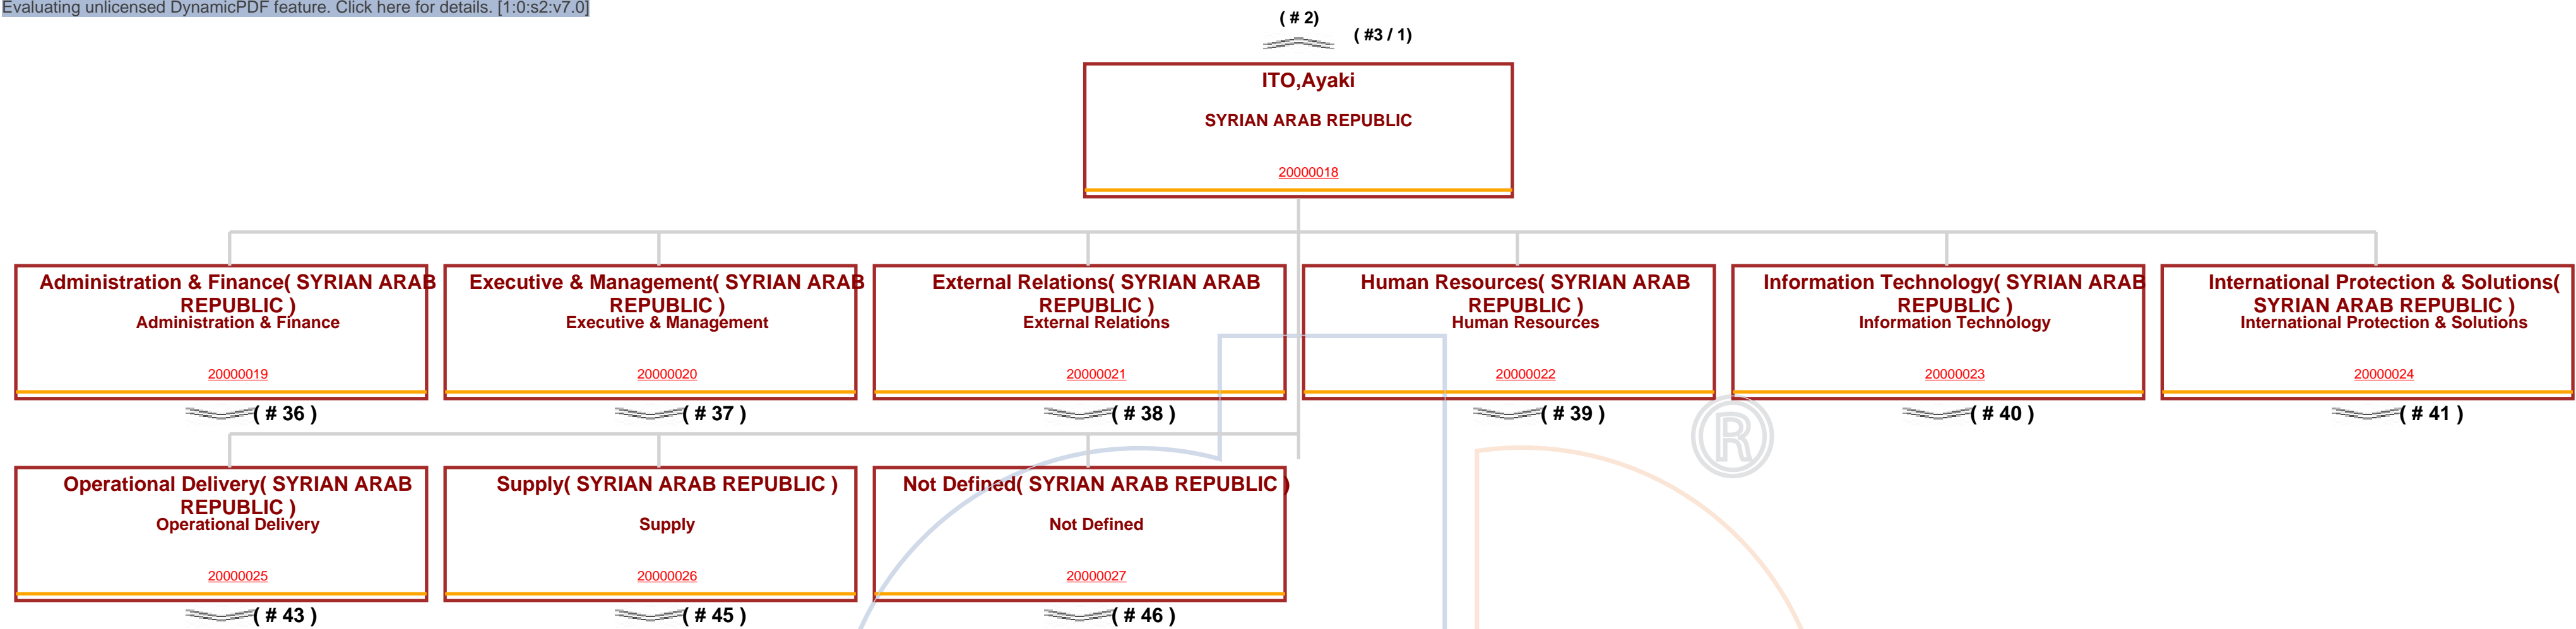 Evaluating unlicensed DynamicPDF feature. Click here for details. [1:0:s2:v7.0]
( # 2)
( #3 / 1)
ITO,Ayaki
SYRIAN ARAB REPUBLIC
20000018
Administration & Finance( SYRIAN ARAB
REPUBLIC )
Administration & Finance
20000019
( # 36 )
Executive & Management( SYRIAN ARAB
REPUBLIC )
Executive & Management
20000020
( # 37 )
External Relations( SYRIAN ARAB
REPUBLIC )
External Relations
20000021
( # 38 )
Human Resources( SYRIAN ARAB
REPUBLIC )
Human Resources
20000022
( # 39 )
Information Technology( SYRIAN ARAB
REPUBLIC )
Information Technology
20000023
( # 40 )
International Protection & Solutions(
SYRIAN ARAB REPUBLIC )
International Protection & Solutions
20000024
( # 41 )
Operational Delivery( SYRIAN ARAB
REPUBLIC )
Operational Delivery
20000025
( # 43 )
Supply( SYRIAN ARAB REPUBLIC )
Supply
20000026
( # 45 )
Not Defined( SYRIAN ARAB REPUBLIC )
Not Defined
20000027
( # 46 )
®